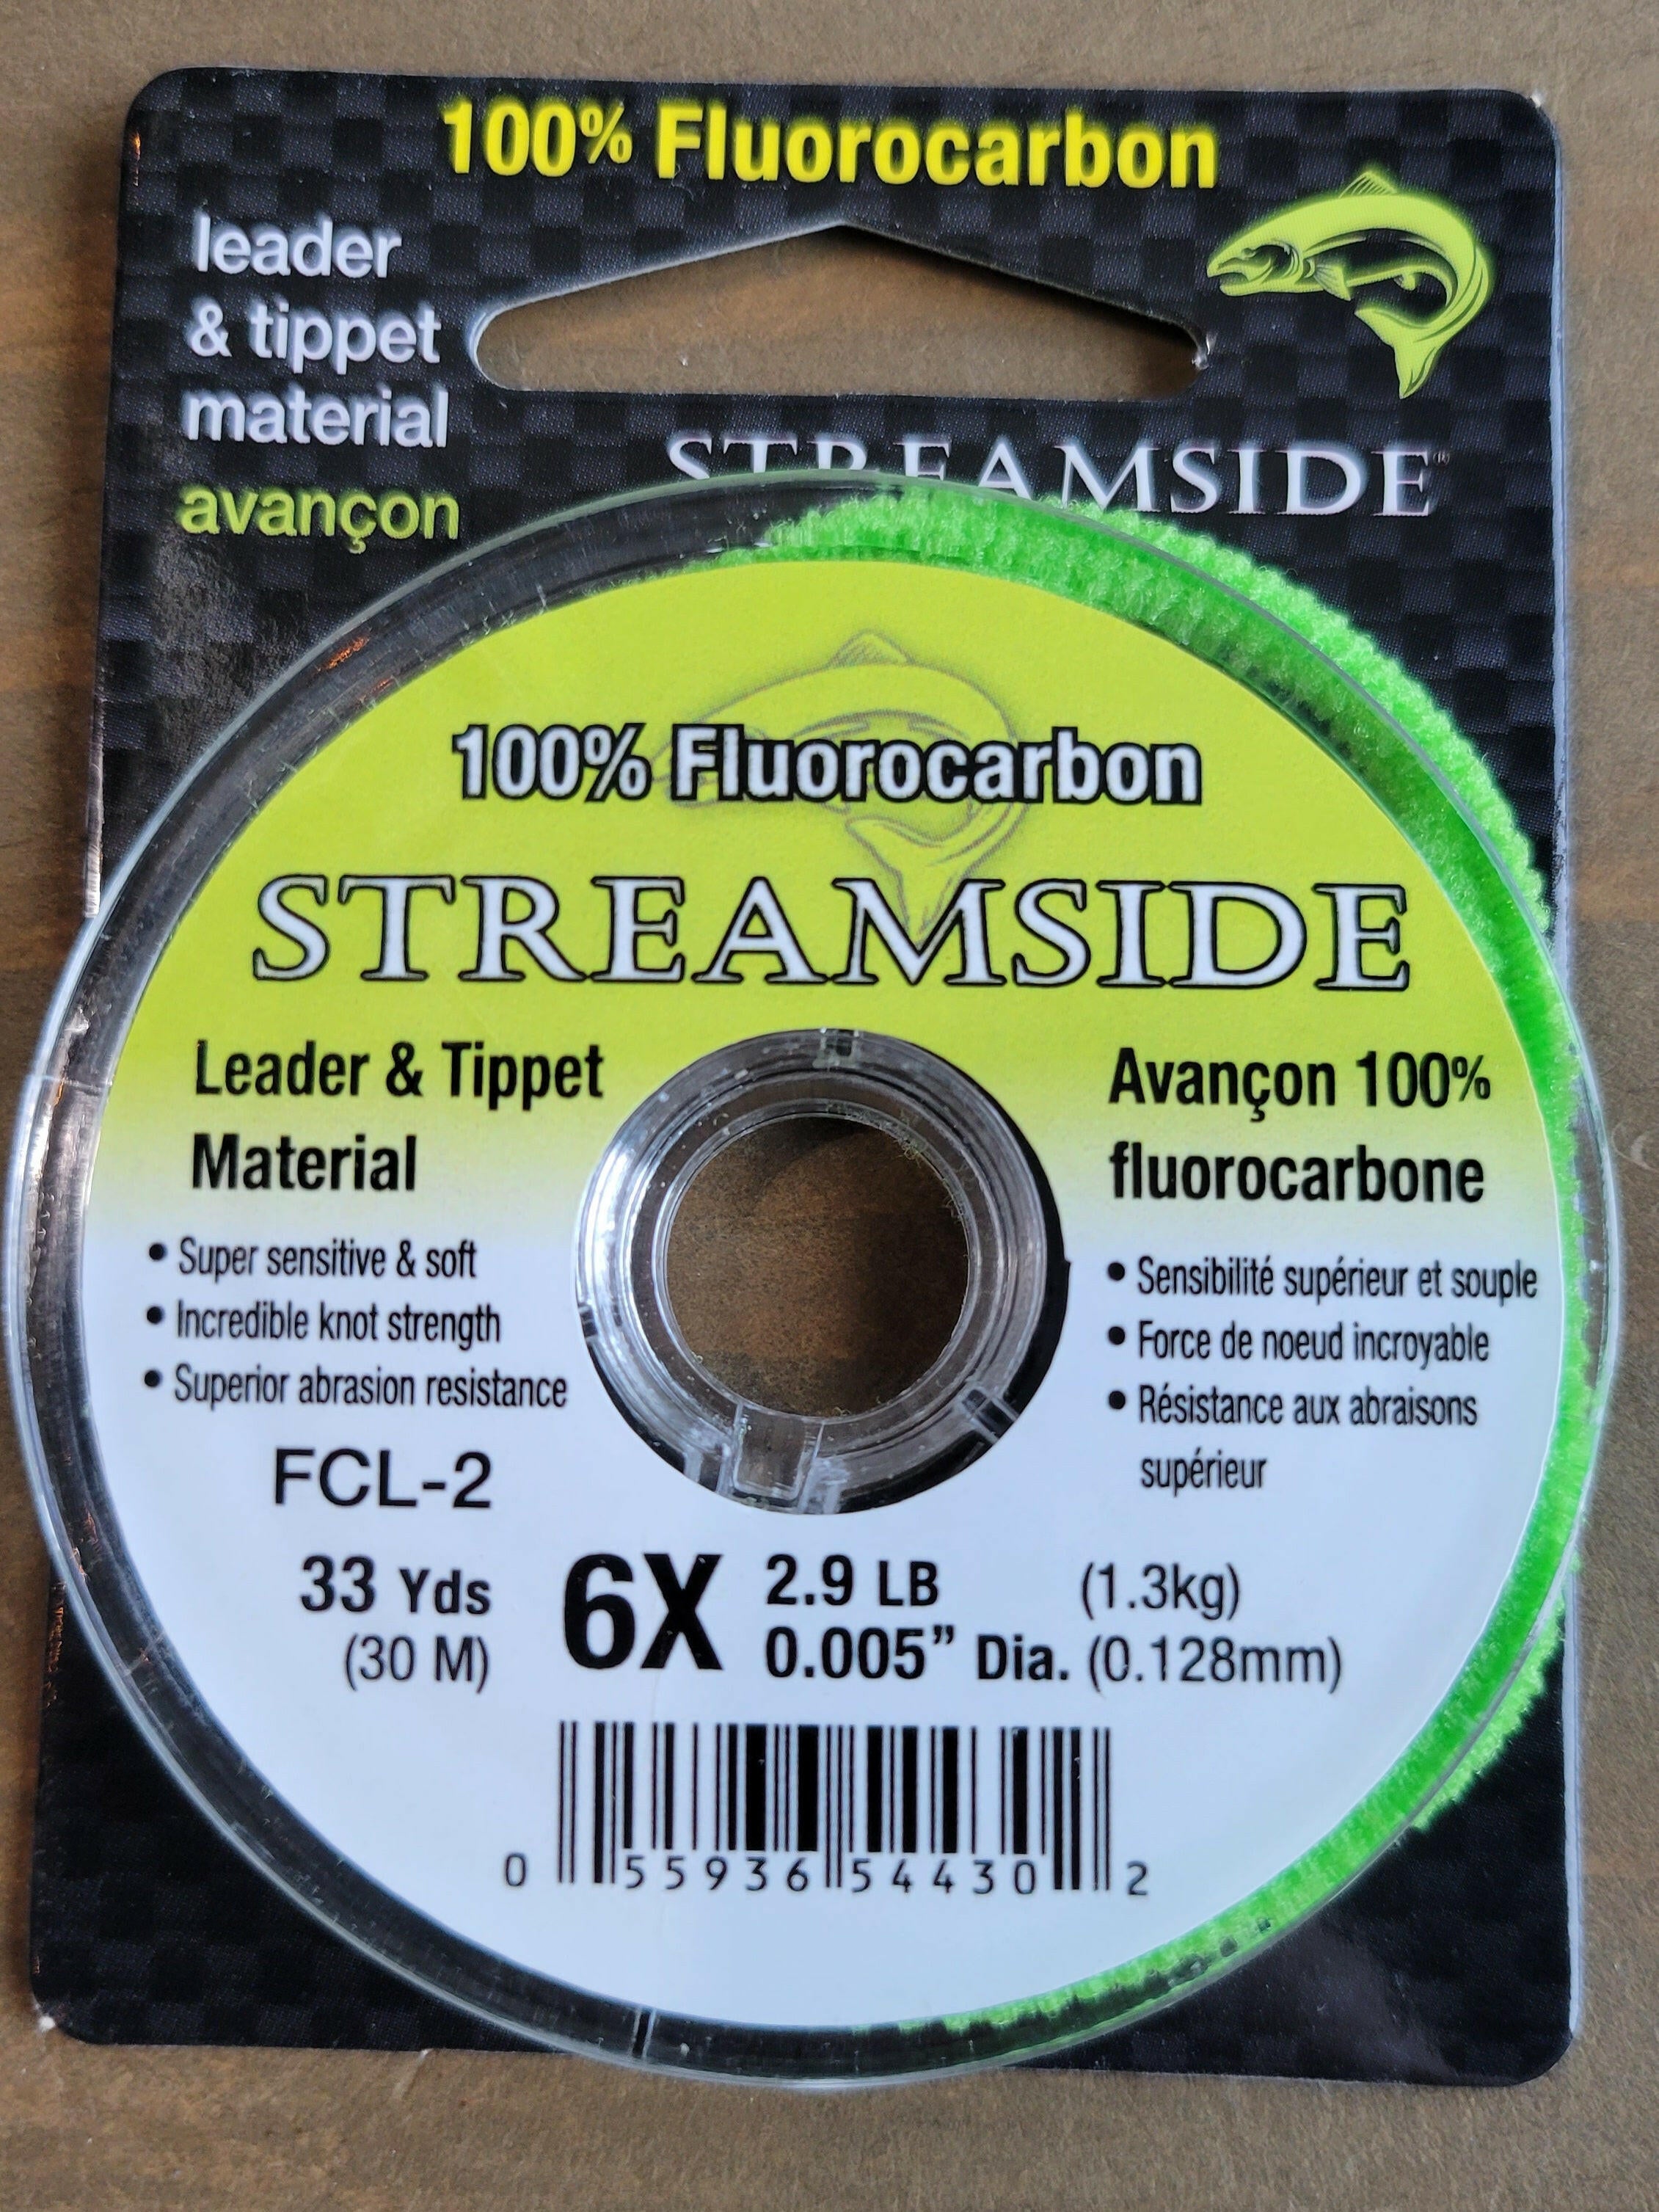 100% Fluorocarbon
leader
& tippet
material
avançon
STREAMSIDE®
100% Fluorocarbon
STREAMSIDE
Leader & Tippet
Material
• Super sensitive & soft
• Incredible knot strength
• Superior abrasion resistance
Avançon 100%
fluorocarbone
• Sensibilité supérieur et souple
• Force de noeud incroyable
• Résistance aux abraisons
supérieur
FCL-2
33 Yds
(30 M)
6X
2.9 LB (1.3kg)
0.005” Dia. (0.128mm)
0 55936 54430 2